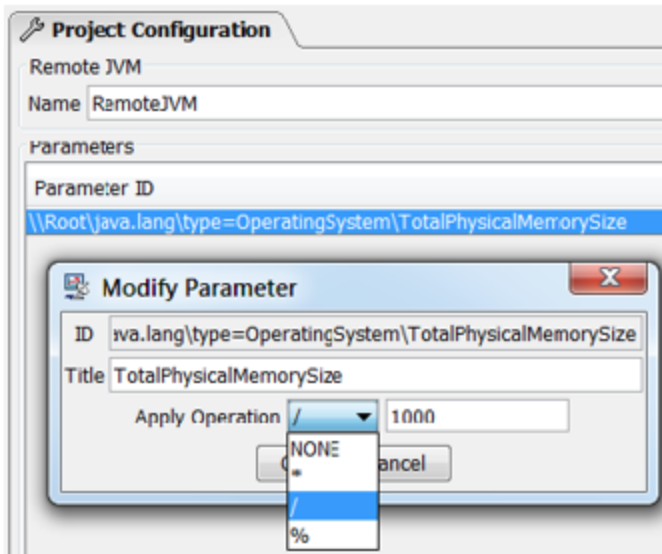 Project Configuration
Remote JVM
Name RemoteJVM
Parameters
Parameter ID
\\Root\java.lang\type=OperatingSystem\TotalPhysicalMemorySize
Modify Parameter
ID ava.lang\type=OperatingSystem\TotalPhysicalMemorySize
Title TotalPhysicalMemorySize
Apply Operation / 1000
NONE
*
/
%
ancel